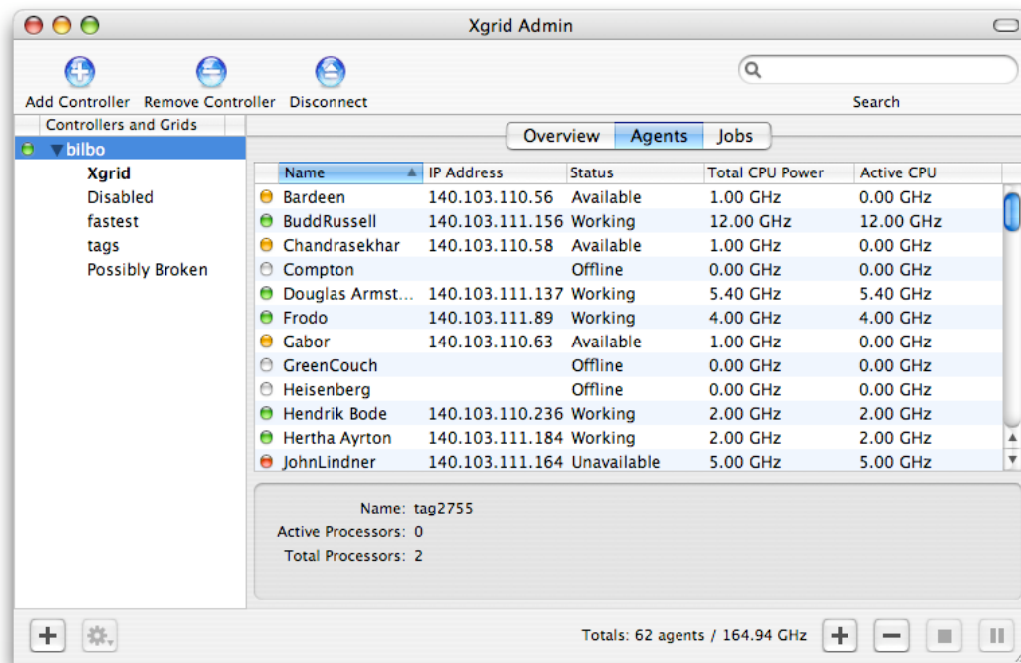 Xgrid Admin
Add Controller Remove Controller Disconnect Search
Controllers and Grids
bilbo
Xgrid
Disabled
fastest
tags
Possibly Broken
Overview Agents Jobs
Name IP Address Status Total CPU Power Active CPU
Bardeen 140.103.110.56 Available 1.00 GHz 0.00 GHz
BuddRussell 140.103.111.156 Working 12.00 GHz 12.00 GHz
Chandrasekhar 140.103.110.58 Available 1.00 GHz 0.00 GHz
Compton Offline 0.00 GHz 0.00 GHz
Douglas Armst... 140.103.111.137 Working 5.40 GHz 5.40 GHz
Frodo 140.103.111.89 Working 4.00 GHz 4.00 GHz
Gabor 140.103.110.63 Available 1.00 GHz 0.00 GHz
GreenCouch Offline 0.00 GHz 0.00 GHz
Heisenberg Offline 0.00 GHz 0.00 GHz
Hendrik Bode 140.103.110.236 Working 2.00 GHz 2.00 GHz
Hertha Ayrton 140.103.111.184 Working 2.00 GHz 2.00 GHz
JohnLindner 140.103.111.164 Unavailable 5.00 GHz 5.00 GHz
Name: tag2755
Active Processors: 0
Total Processors: 2
Totals: 62 agents / 164.94 GHz